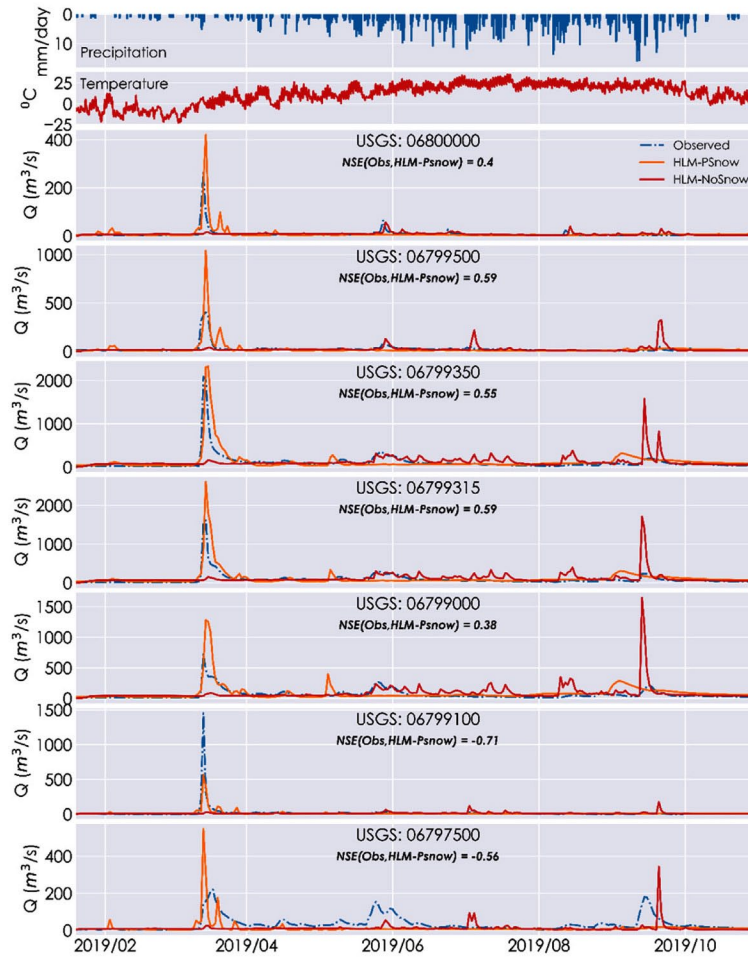 0
10
mm/day
Precipitation
25
0
−25
⁰C
Temperature
USGS: 06800000
NSE(Obs,HLM-Psnow) = 0.4
Observed
HLM-PSnow
HLM-NoSnow
400
200
0
Q (m³/s)
USGS: 06799500
NSE(Obs,HLM-Psnow) = 0.59
1000
500
0
Q (m³/s)
USGS: 06799350
NSE(Obs,HLM-Psnow) = 0.55
2000
1000
0
Q (m³/s)
USGS: 06799315
NSE(Obs,HLM-Psnow) = 0.59
2000
1000
0
Q (m³/s)
USGS: 06799000
NSE(Obs,HLM-Psnow) = 0.38
1500
1000
500
0
Q (m³/s)
USGS: 06799100
NSE(Obs,HLM-Psnow) = -0.71
1500
1000
500
0
Q (m³/s)
USGS: 06797500
NSE(Obs,HLM-Psnow) = -0.56
400
200
0
Q (m³/s)
2019/02 2019/04 2019/06 2019/08 2019/10